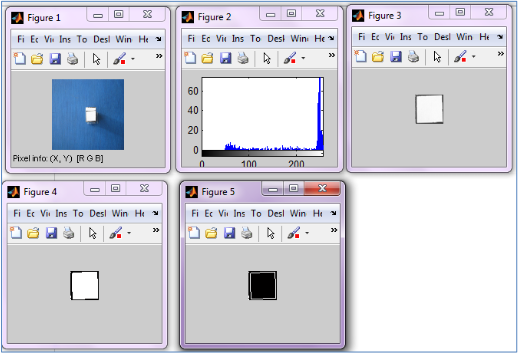 Figure 1
Fi Ec Vi Ins To Desl Win He
Pixel info: (X, Y) [R G B]
Figure 2
Fi Ec Vi Ins To Desl Win He
60
40
20
0
0 200
Figure 3
Fi Ec Vi Ins To Desl Win He
Figure 4
Fi Ec Vi Ins To Desl Win He
Figure 5
Fi Ec Vi Ins To Desl Win He